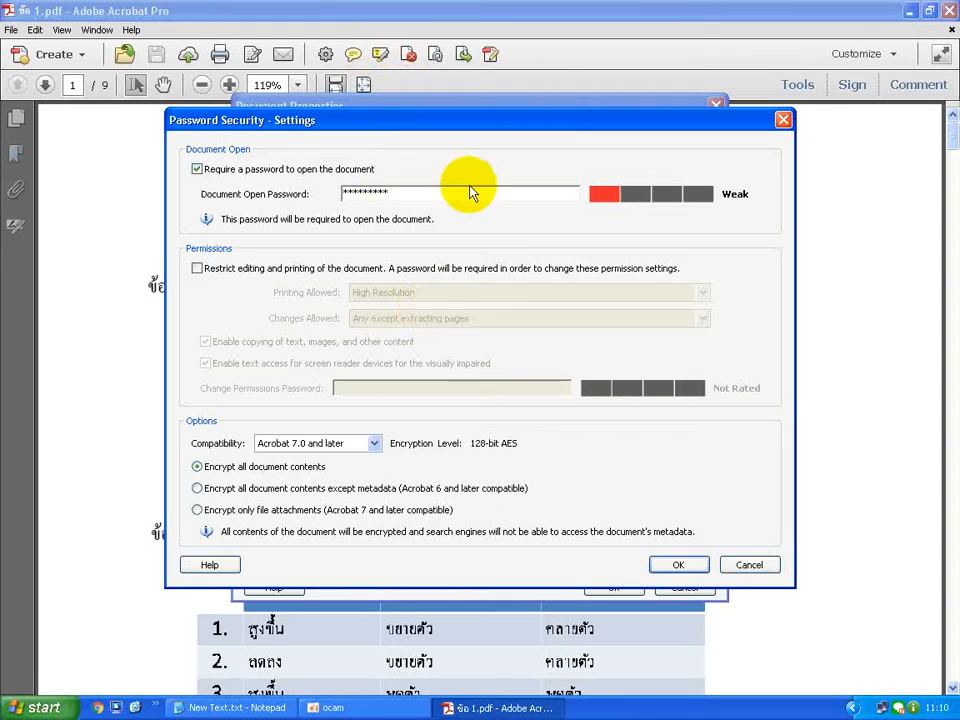 ข้อ 1.pdf - Adobe Acrobat Pro
File Edit View Window Help
Create Customize
1 / 9 119% Tools Sign Comment
Document Properties
Password Security - Settings
Document Open
Require a password to open the document
Document Open Password: ********* Weak
This password will be required to open the document.
Permissions
Restrict editing and printing of the document. A password will be required in order to change these permission settings.
Printing Allowed: High Resolution
Changes Allowed: Any except extracting pages
Enable copying of text, images, and other content
Enable text access for screen reader devices for the visually impaired
Change Permissions Password: Not Rated
Options
Compatibility: Acrobat 7.0 and later Encryption Level: 128-bit AES
Encrypt all document contents
Encrypt all document contents except metadata (Acrobat 6 and later compatible)
Encrypt only file attachments (Acrobat 7 and later compatible)
All contents of the document will be encrypted and search engines will not be able to access the document's metadata.
Help OK Cancel
1. สูงขึ้น ขยายตัว คลายตัว
2. ลดลง ขยายตัว คลายตัว
start New Text.txt - Notepad ocam ข้อ 1.pdf - Adobe Acr... 11:10